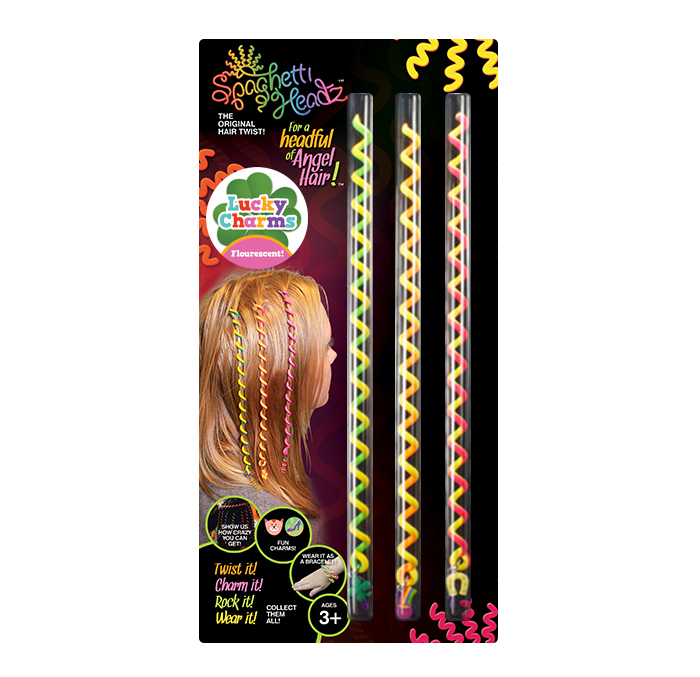 Spaghetti
Headz™
THE
ORIGINAL
HAIR TWIST!
For a
headful
of Angel
Hair!™
Lucky
Charms
Flourescent!
SHOW US
HOW CRAZY
YOU CAN
GET!
FUN
CHARMS!
WEAR IT AS
A BRACELET!
Twist it!
Charm it!
Rock it!
Wear it!
COLLECT
THEM
ALL!
AGES
3+